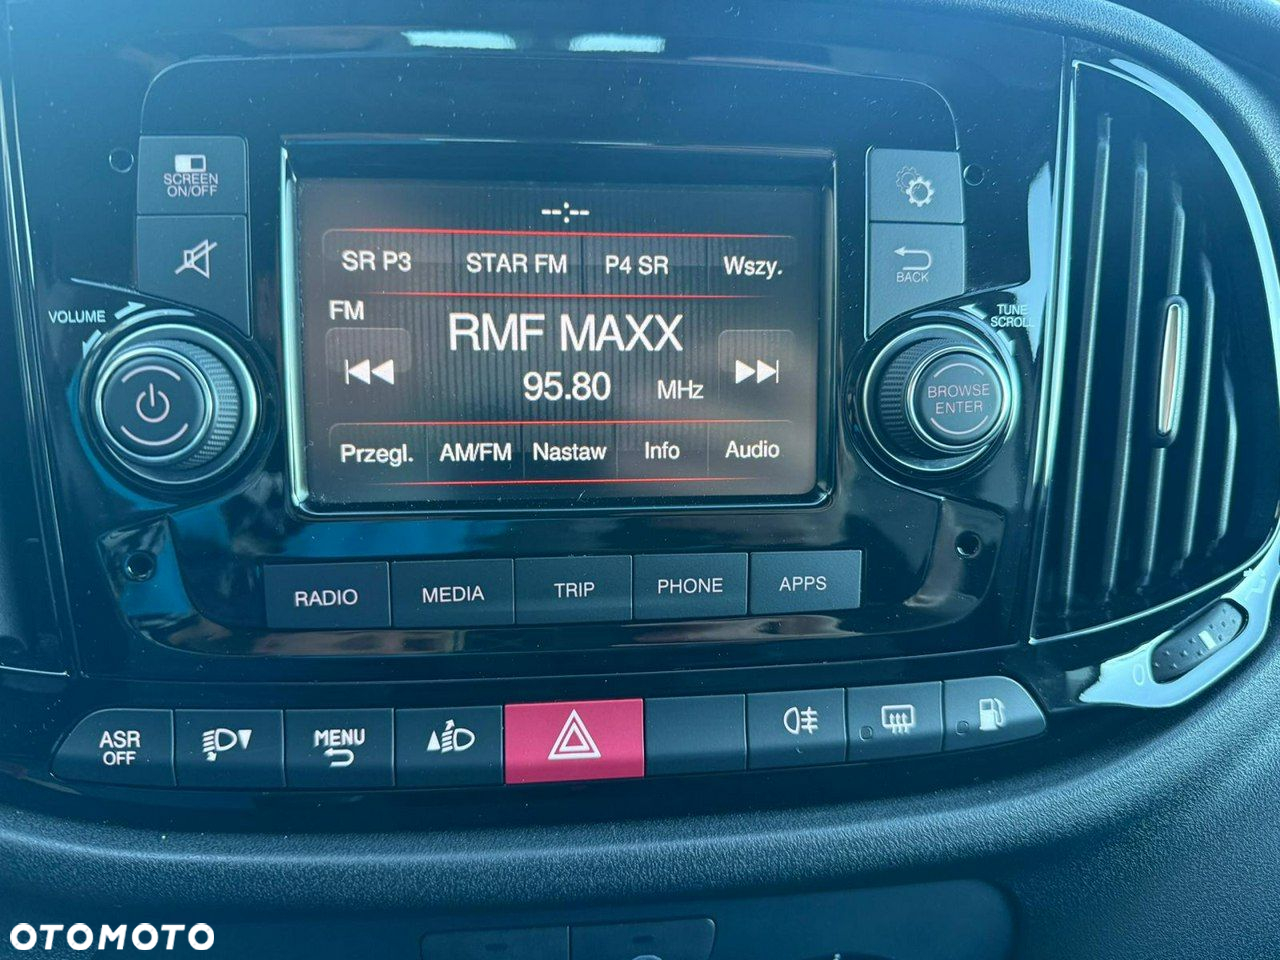 SCREEN
ON/OFF
--:--
SR P3 STAR FM P4 SR Wszy.
BACK
FM
VOLUME
TUNE
SCROLL
RMF MAXX
95.80 MHz
BROWSE
ENTER
Przegl. AM/FM Nastaw Info Audio
RADIO MEDIA TRIP PHONE APPS
0
ASR
OFF
MENU
OTOMOTO